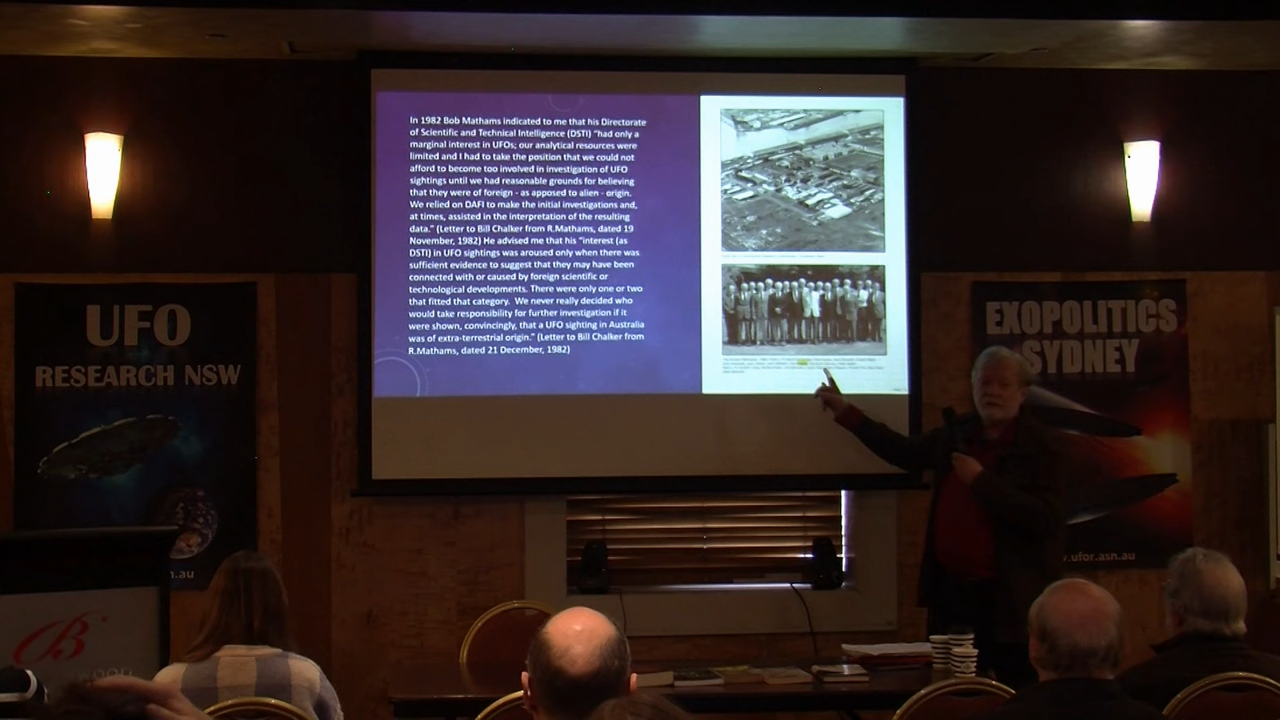 In 1982 Bob Mathams indicated to me that his Directorate
of Scientific and Technical Intelligence (DSTI) "had only a
marginal interest in UFOs; our analytical resources were
limited and I had to take the position that we could not
afford to become too involved in investigation of UFO
sightings until we had reasonable grounds for believing
that they were of foreign - as apposed to alien - origin.
We relied on DAFI to make the initial investigations and,
at times, assisted in the interpretation of the resulting
data." (Letter to Bill Chalker from R.Mathams, dated 19
November, 1982) He advised me that his "interest (as
DSTI) in UFO sightings was aroused only when there was
sufficient evidence to suggest that they may have been
connected with or caused by foreign scientific or
technological developments. There were only one or two
that fitted that category.  We never really decided who
would take responsibility for further investigation if it
were shown, convincingly, that a UFO sighting in Australia
was of extra-terrestrial origin." (Letter to Bill Chalker from
R.Mathams, dated 21 December, 1982)
UFO
RESEARCH NSW
n.au
B
EXOPOLITICS
SYDNEY
.ufor.asn.au